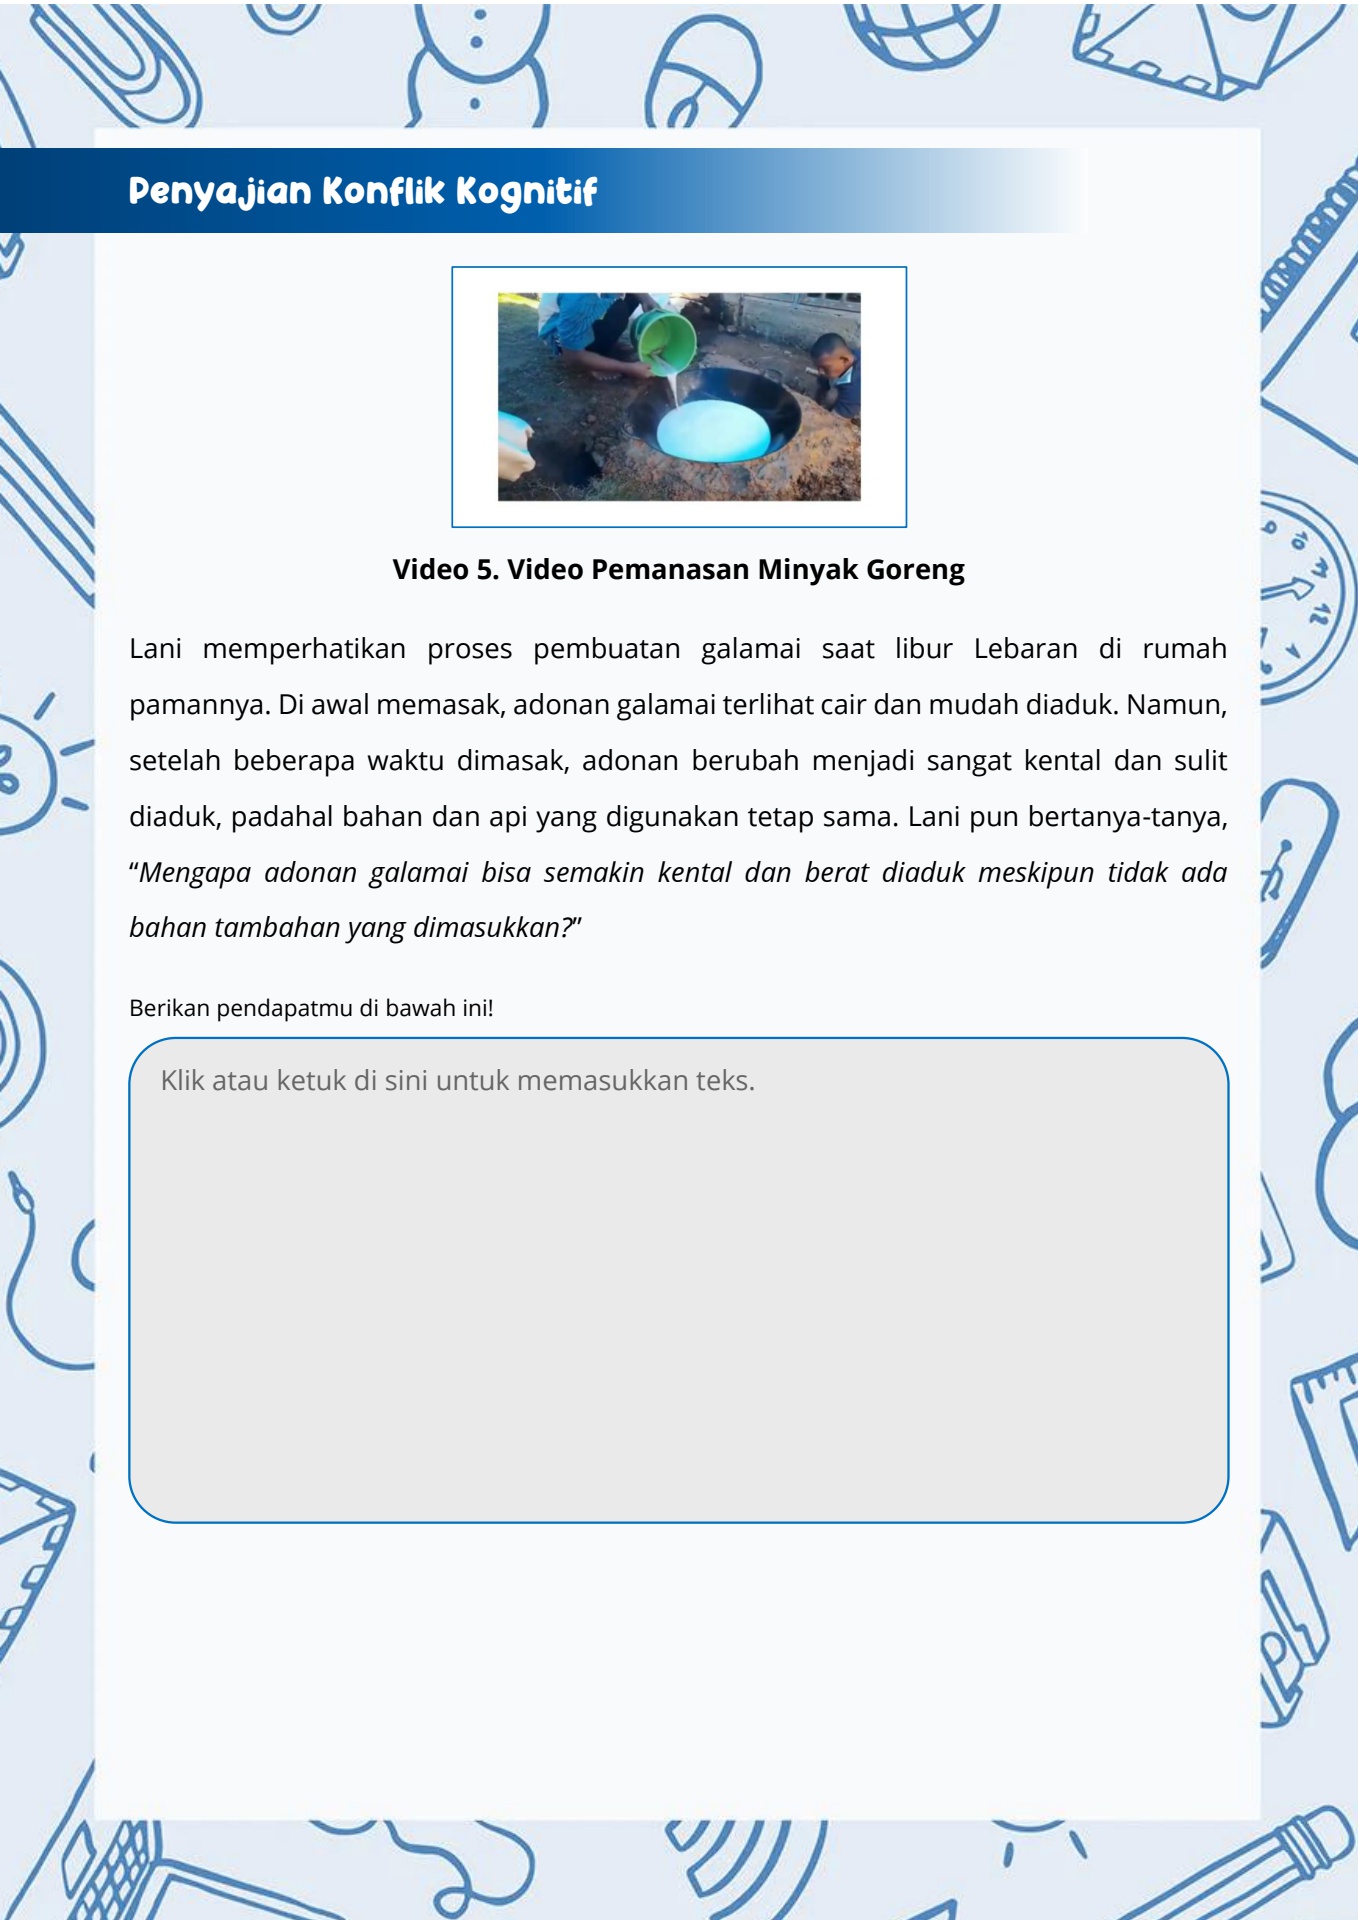 Penyajian Konflik Kognitif
Video 5. Video Pemanasan Minyak Goreng
Lani memperhatikan proses pembuatan galamai saat libur Lebaran di rumah
pamannya. Di awal memasak, adonan galamai terlihat cair dan mudah diaduk. Namun,
setelah beberapa waktu dimasak, adonan berubah menjadi sangat kental dan sulit
diaduk, padahal bahan dan api yang digunakan tetap sama. Lani pun bertanya-tanya,
“Mengapa adonan galamai bisa semakin kental dan berat diaduk meskipun tidak ada
bahan tambahan yang dimasukkan?”
Berikan pendapatmu di bawah ini!
Klik atau ketuk di sini untuk memasukkan teks.